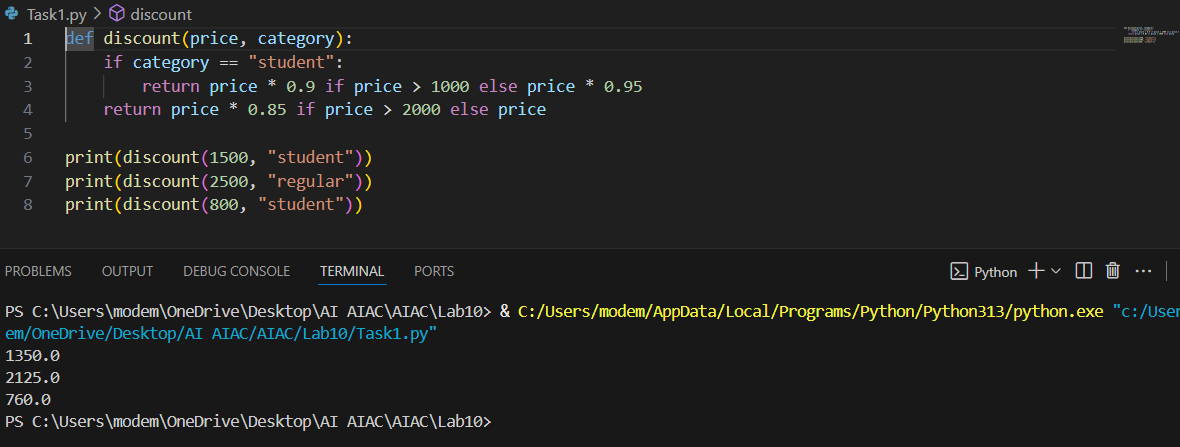 Task1.py > discount
1 def discount(price, category):
2     if category == "student":
3         return price * 0.9 if price > 1000 else price * 0.95
4     return price * 0.85 if price > 2000 else price
5
6 print(discount(1500, "student"))
7 print(discount(2500, "regular"))
8 print(discount(800, "student"))
PROBLEMS OUTPUT DEBUG CONSOLE TERMINAL PORTS Python
PS C:\Users\modem\OneDrive\Desktop\AI AIAC\AIAC\Lab10> & C:/Users/modem/AppData/Local/Programs/Python/Python313/python.exe "c:/User
em/OneDrive/Desktop/AI AIAC/AIAC/Lab10/Task1.py"
1350.0
2125.0
760.0
PS C:\Users\modem\OneDrive\Desktop\AI AIAC\AIAC\Lab10>